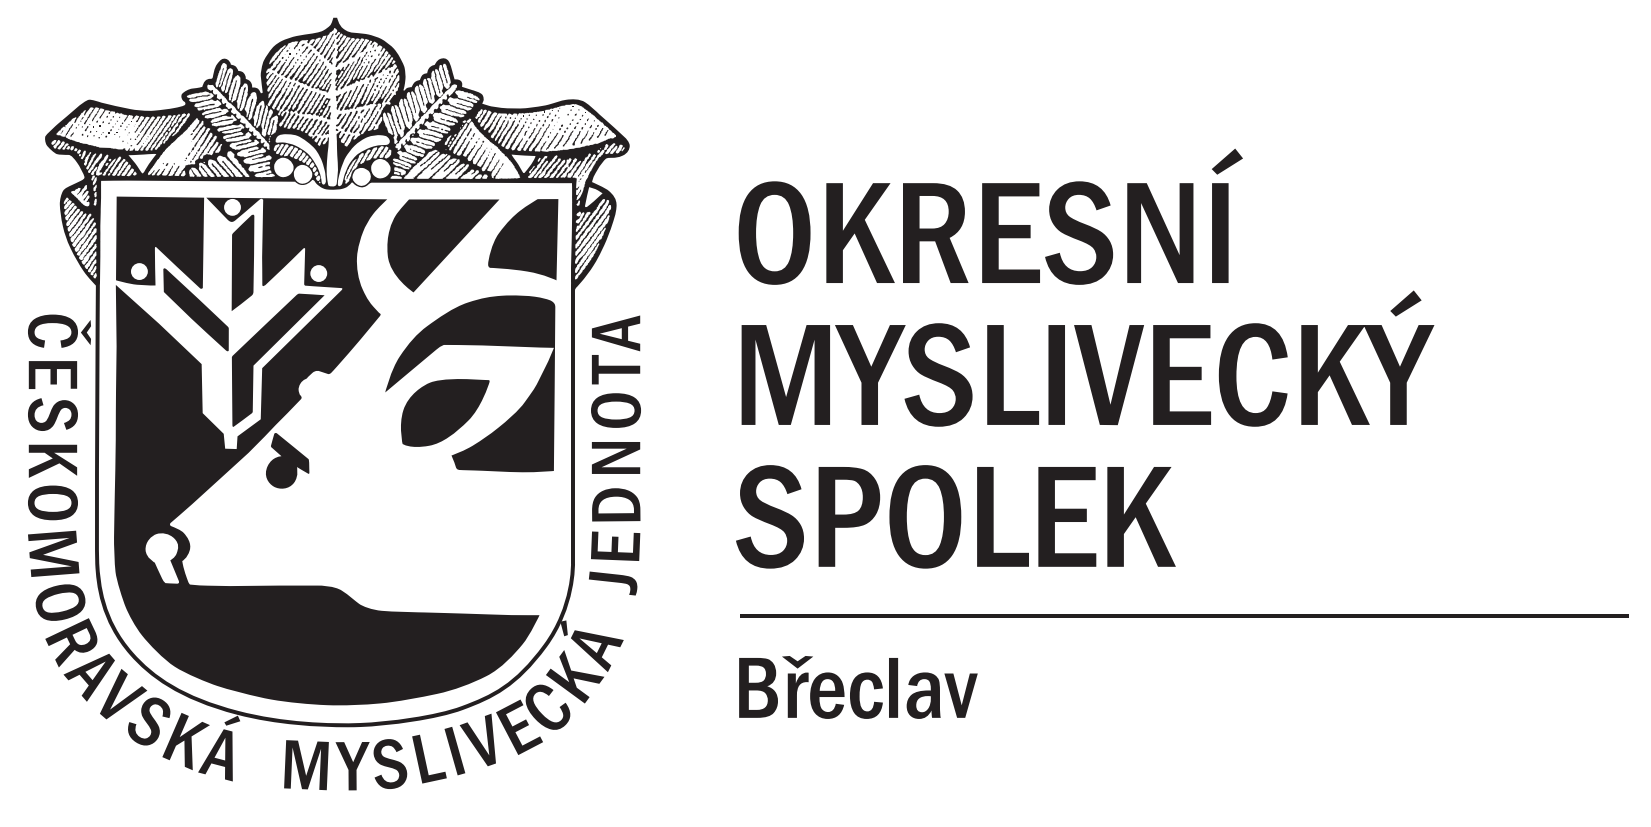 ČESKOMORAVSKÁ MYSLIVECKÁ JEDNOTA
OKRESNÍ
MYSLIVECKÝ
SPOLEK
Břeclav